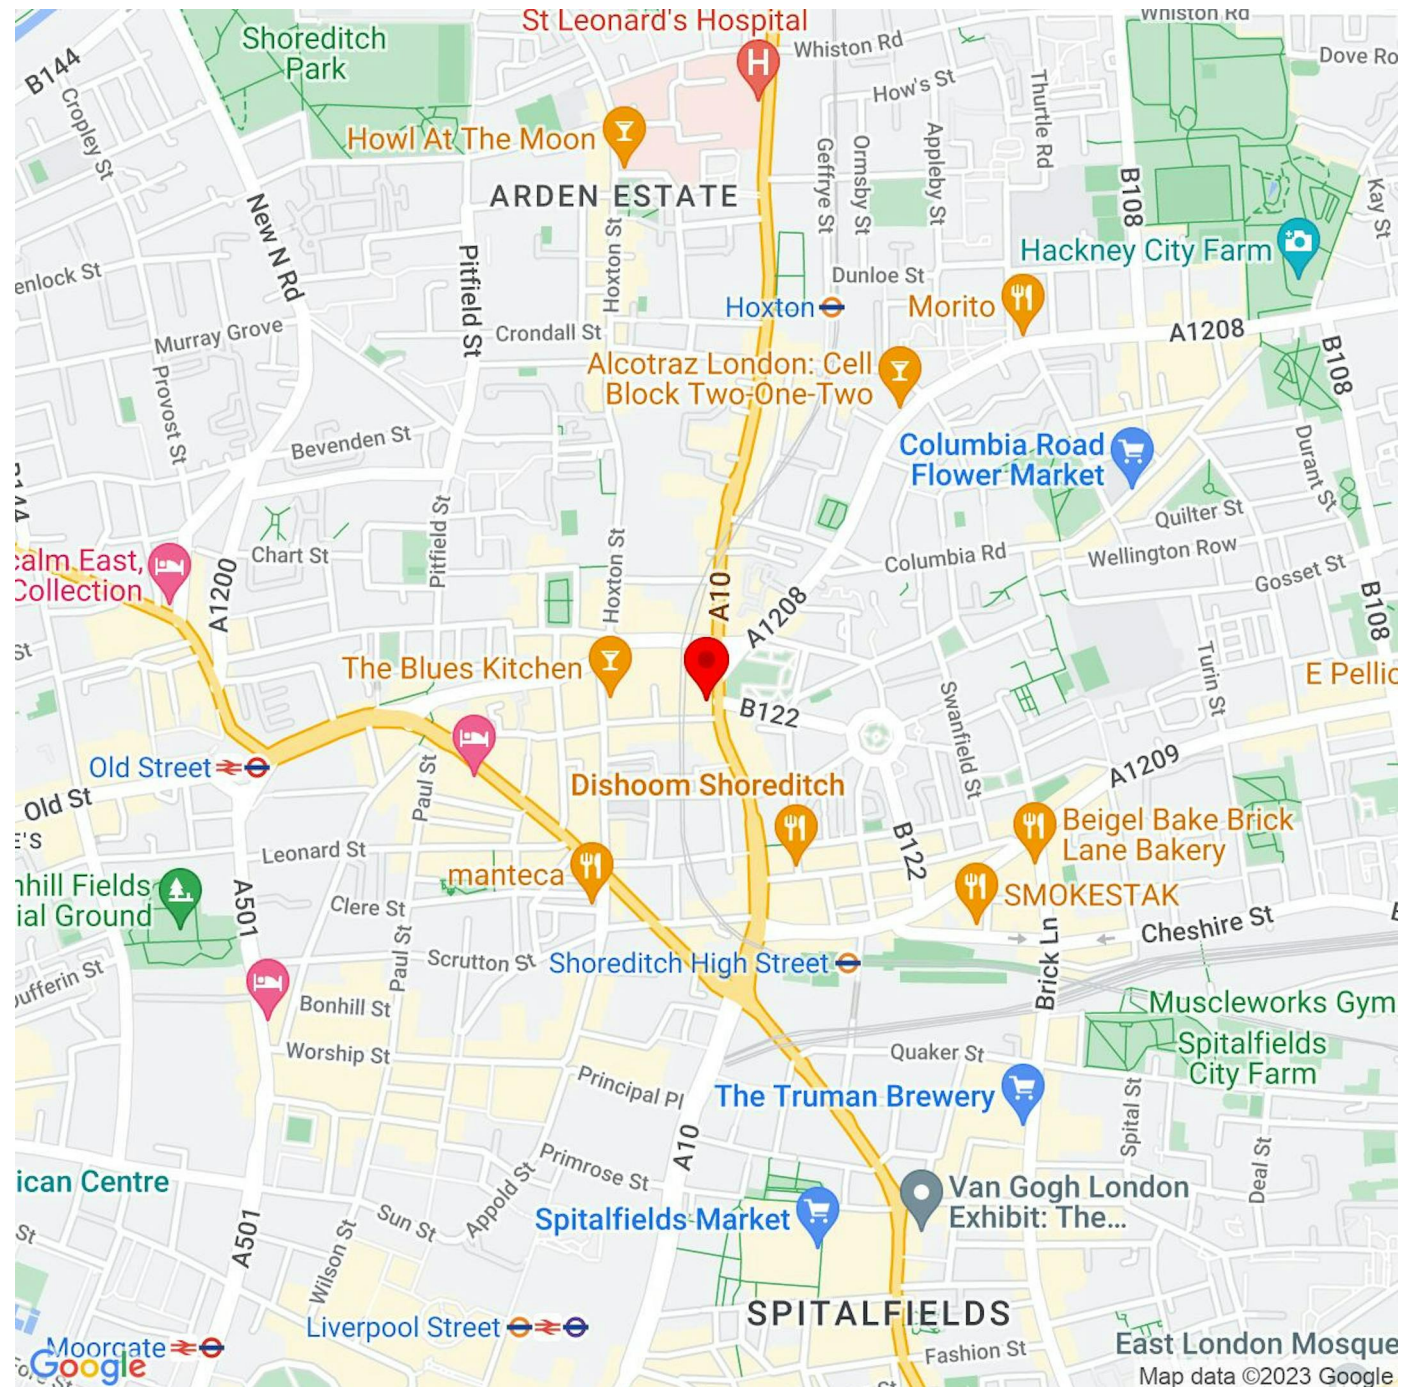 St Leonard's Hospital
Whiston Rd
Whiston Rd
Shoreditch
Park
Dove Ro
B144
Cropley St
How's St
Thurtle Rd
Howl At The Moon
Geffrye St
Ormsby St
Appleby St
ARDEN ESTATE
B108
Kay St
New N Rd
Pitfield St
Hoxton St
Hackney City Farm
enlock St
Dunloe St
Hoxton
Morito
Murray Grove
Crondall St
A1208
B108
Alcotraz London: Cell
Block Two-One-Two
Provost St
Bevenden St
Columbia Road
Flower Market
Durant St
B144
Pitfield St
Quilter St
calm East,
Collection
Chart St
Hoxton St
Columbia Rd
Wellington Row
Gosset St
A1200
A10
A1208
B108
St
The Blues Kitchen
Turin St
E Pellic
B122
Swanfield St
Old Street
Paul St
A1209
Old St
Dishoom Shoreditch
E'S
Leonard St
B122
Beigel Bake Brick
Lane Bakery
nhill Fields
ial Ground
manteca
A501
Clere St
SMOKESTAK
Cheshire St
Paul St
Scrutton St
Shoreditch High Street
Brick Ln
Dufferin St
Bonhill St
Muscleworks Gym
Worship St
Quaker St
Spitalfields
City Farm
Principal Pl
The Truman Brewery
Spital St
A10
Primrose St
Deal St
ican Centre
Appold St
Van Gogh London
Exhibit: The...
Sun St
Spitalfields Market
St
A501
Wilson St
SPITALFIELDS
Liverpool Street
Moorgate
East London Mosque
Fashion St
Google
Fore St
Map data ©2023 Google